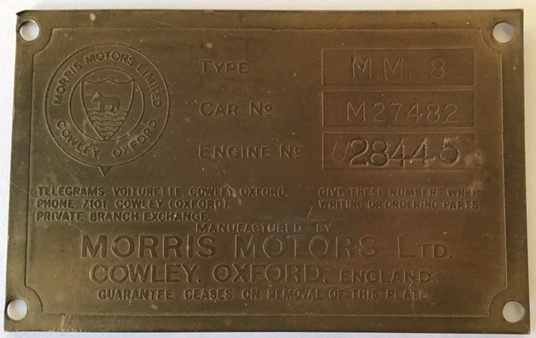 MORRIS MOTORS LIMITED
COWLEY, OXFORD
TYPE M.M. 8
CAR No M27482
ENGINE No U28445
TELEGRAMS, VOITURETTE, COWLEY, OXFORD.
PHONE, 7101, COWLEY (OXFORD),
PRIVATE BRANCH EXCHANGE.
GIVE THESE NUMBERS WHEN
WRITING OR ORDERING PARTS
MANUFACTURED BY
MORRIS MOTORS LTD.
COWLEY, OXFORD, ENGLAND.
GUARANTEE CEASES ON REMOVAL OF THIS PLATE.